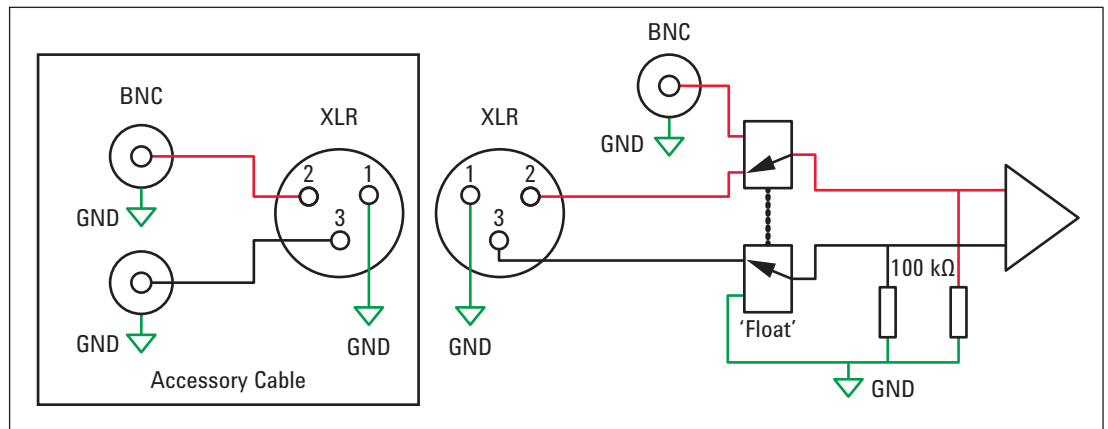 BNC
XLR
2
1
3
GND
GND
GND
Accessory Cable
XLR
1
2
3
GND
BNC
GND
'Float'
100 kΩ
GND